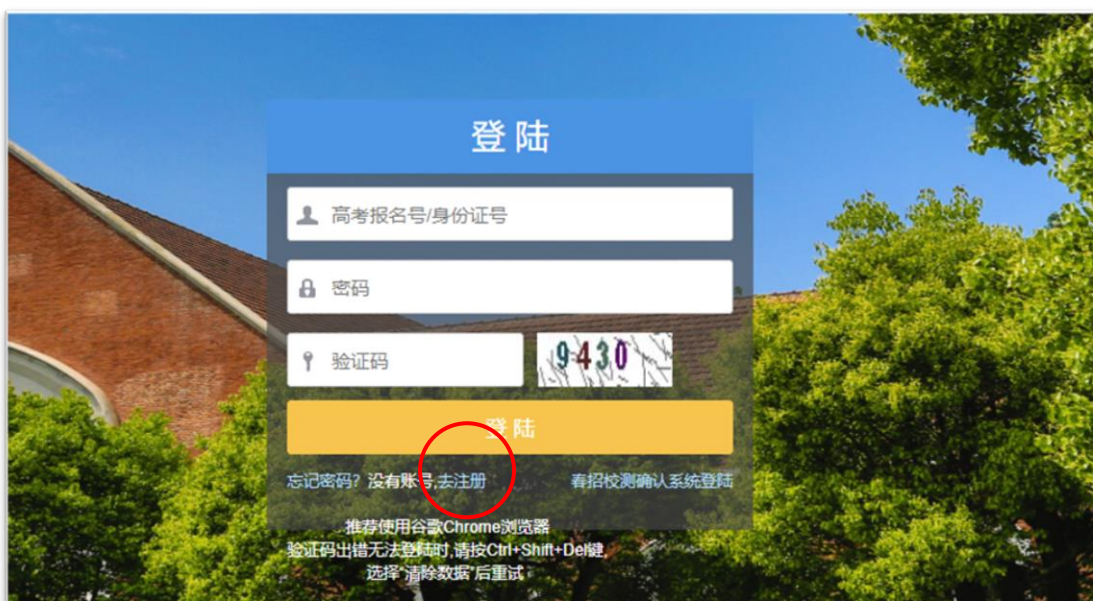 登陆
高考报名号/身份证号
密码
验证码
9430
登陆
忘记密码? 没有账号,去注册 春招校测确认系统登陆
推荐使用谷歌Chrome浏览器
验证码出错无法登陆时,请按Ctrl+Shift+Del键,
选择"清除数据"后重试